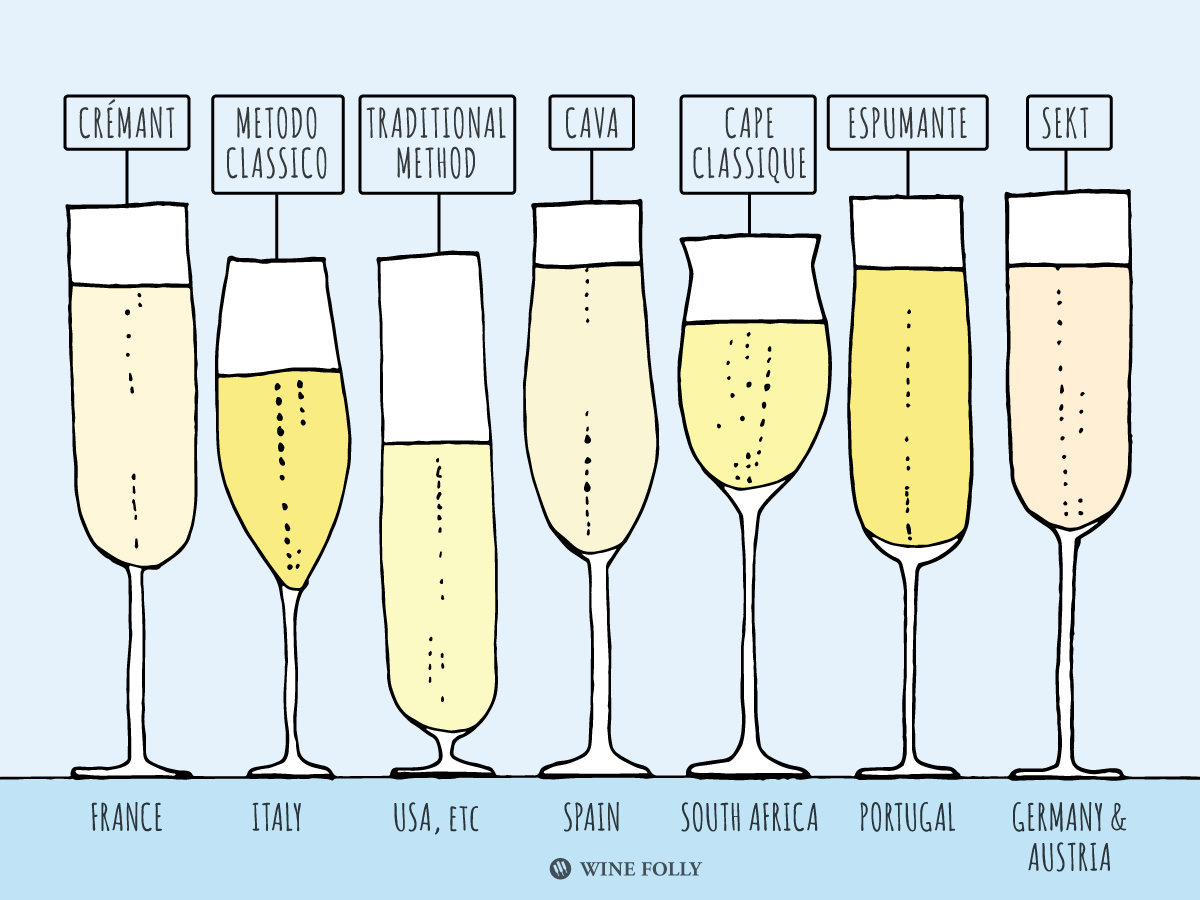 CRÉMANT
METODO
CLASSICO
TRADITIONAL
METHOD
CAVA
CAPE
CLASSIQUE
ESPUMANTE
SEKT
FRANCE
ITALY
USA, ETC
SPAIN
SOUTH AFRICA
PORTUGAL
GERMANY &
AUSTRIA
WINE FOLLY